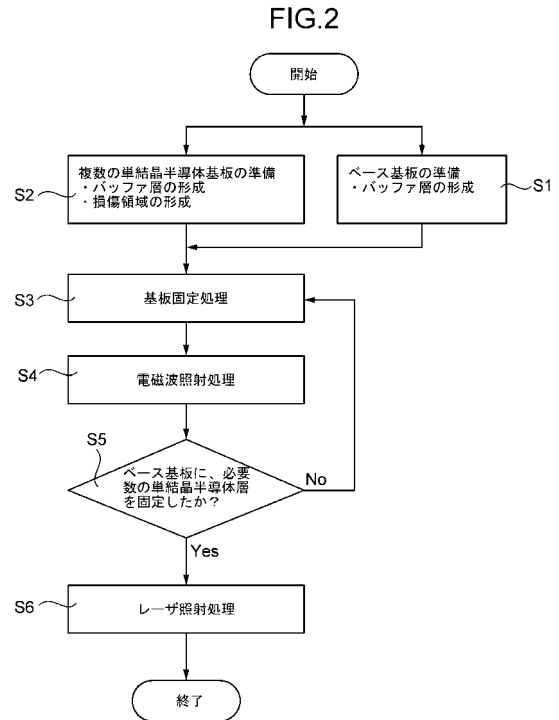 FIG.2
開始
S2
複数の単結晶半導体基板の準備
・バッファ層の形成
・損傷領域の形成
ベース基板の準備
・バッファ層の形成
S1
S3
基板固定処理
S4
電磁波照射処理
S5
ベース基板に、必要
数の単結晶半導体層
を固定したか？
No
Yes
S6
レーザ照射処理
終了